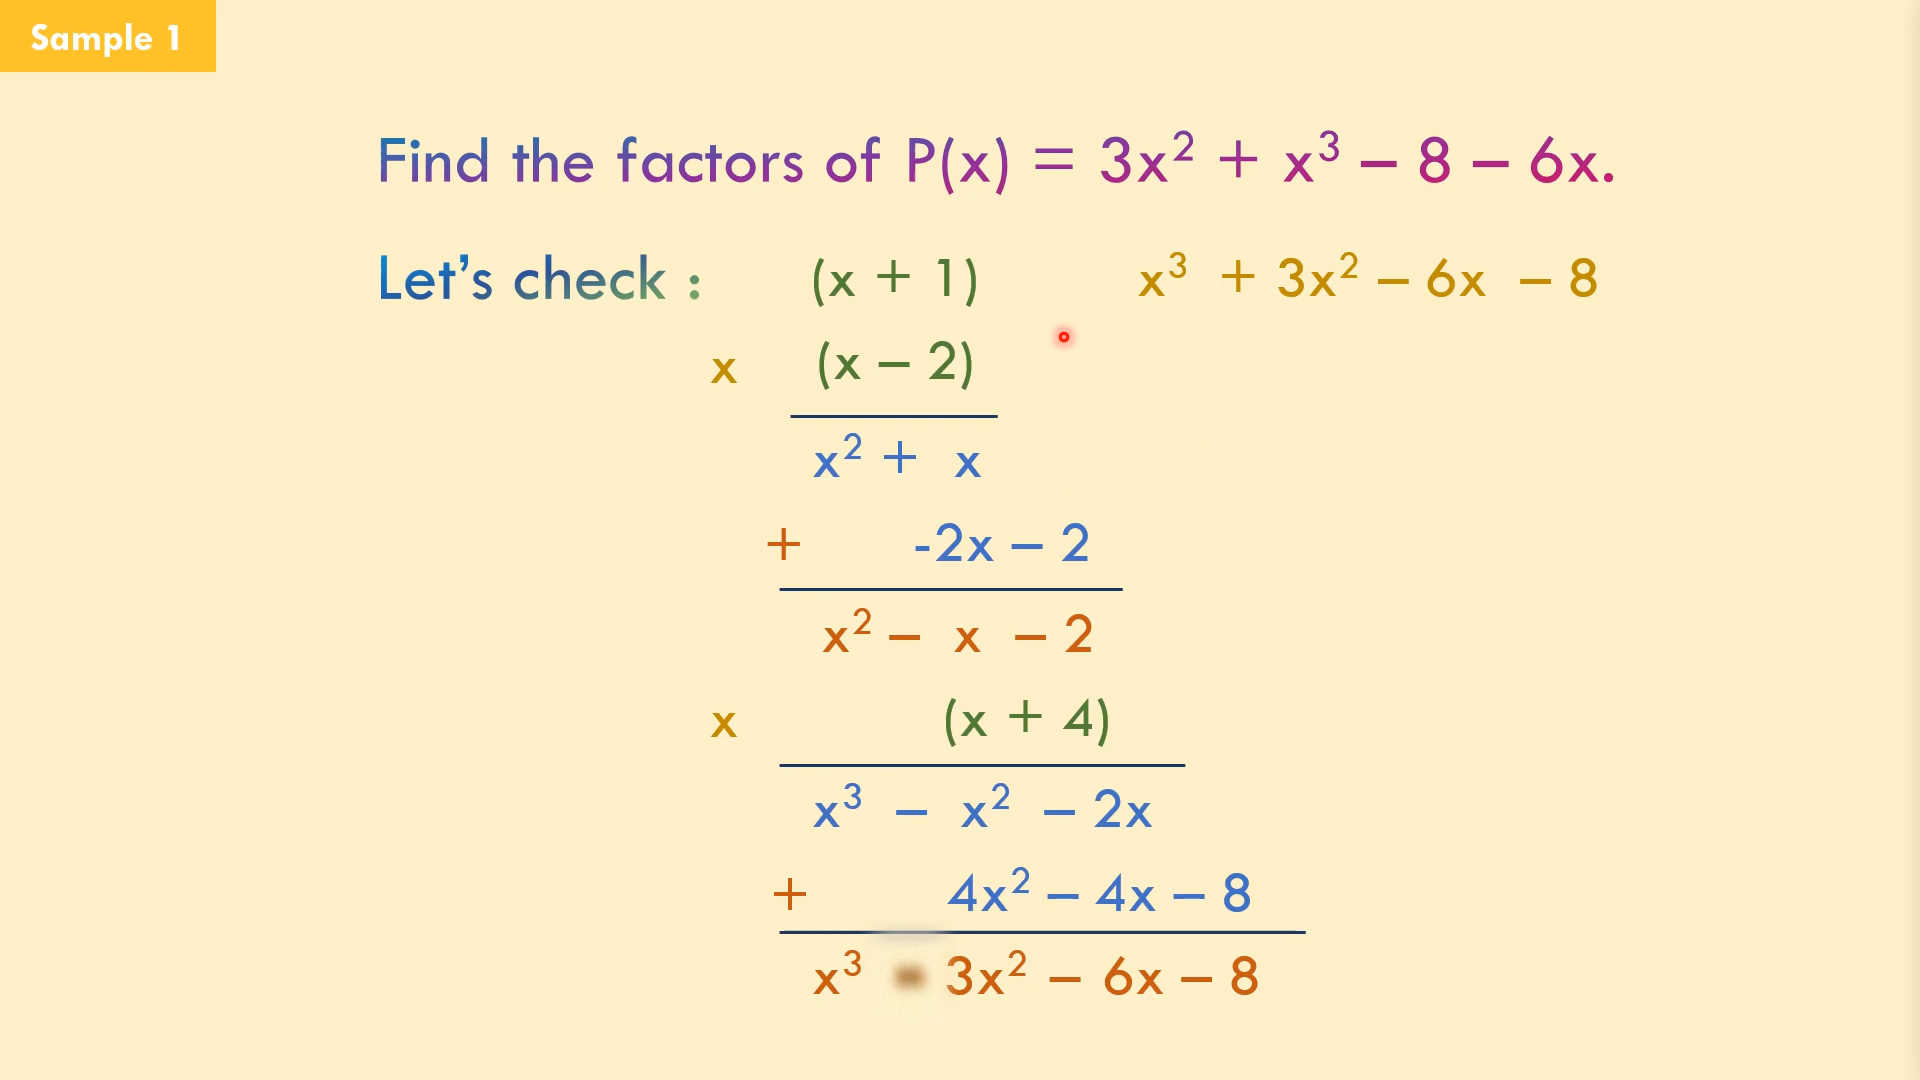 Sample 1
Find the factors of P(x) = 3x² + x³ – 8 – 6x.
Let's check : (x + 1) x³ + 3x² – 6x – 8
x (x – 2)
x² + x
+ -2x – 2
x² – x – 2
x (x + 4)
x³ – x² – 2x
+ 4x² – 4x – 8
x³ 3x² – 6x – 8